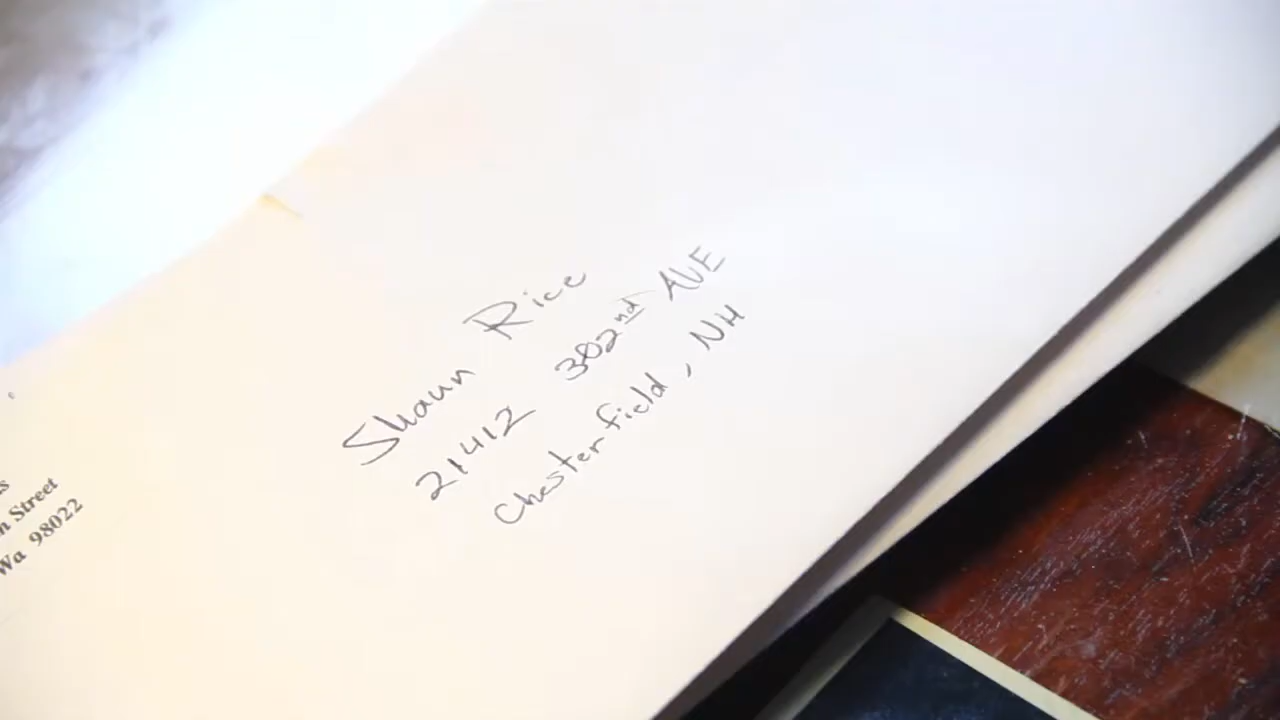 n Street
Wa 98022
Shaun Rice
21412 302nd AVE
Chesterfield, NH